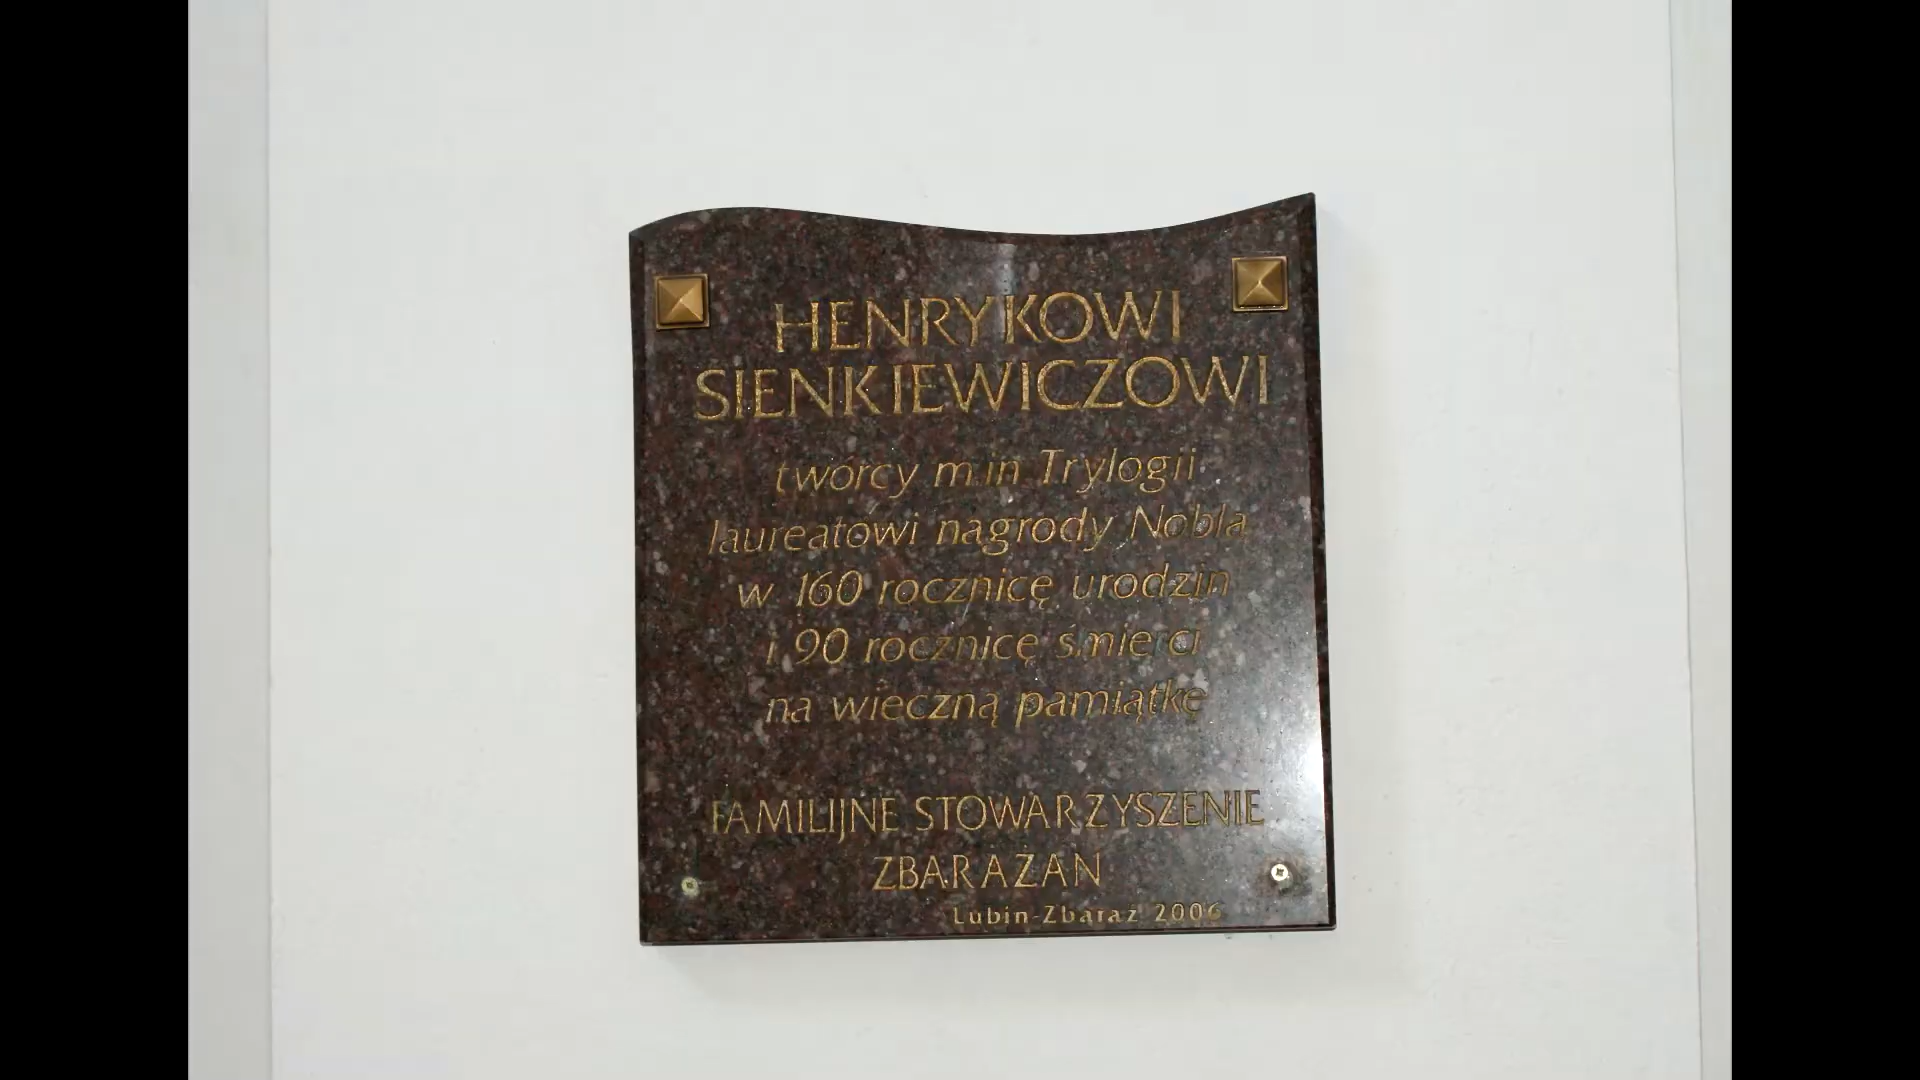 HENRYKOWI
SIENKIEWICZOWI
twórcy m.in Trylogii
laureatowi nagrody Nobla
w 160 rocznicę urodzin
i 90 rocznicę śmierci
na wieczną pamiątkę
FAMILIJNE STOWARZYSZENIE
ZBARAŻAN
Lubin-Zbaraż 2006